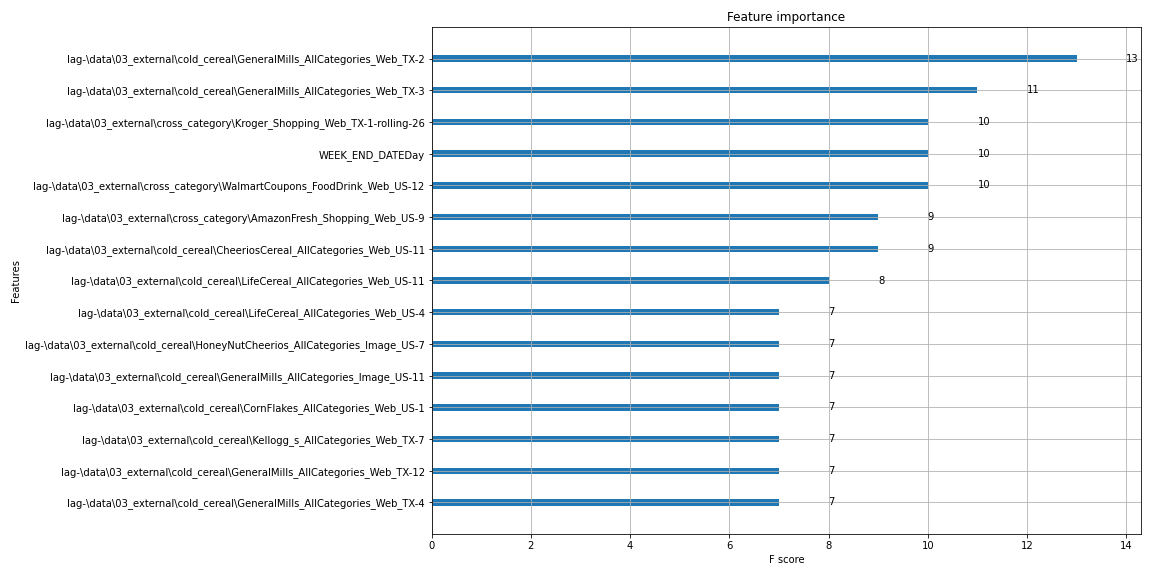 Feature importance
Features
lag-\data\03_external\cold_cereal\GeneralMills_AllCategories_Web_TX-2 13
lag-\data\03_external\cold_cereal\GeneralMills_AllCategories_Web_TX-3 11
lag-\data\03_external\cross_category\Kroger_Shopping_Web_TX-1-rolling-26 10
WEEK_END_DATEDay 10
lag-\data\03_external\cross_category\WalmartCoupons_FoodDrink_Web_US-12 10
lag-\data\03_external\cross_category\AmazonFresh_Shopping_Web_US-9 9
lag-\data\03_external\cold_cereal\CheeriosCereal_AllCategories_Web_US-11 9
lag-\data\03_external\cold_cereal\LifeCereal_AllCategories_Web_US-11 8
lag-\data\03_external\cold_cereal\LifeCereal_AllCategories_Web_US-4 7
lag-\data\03_external\cold_cereal\HoneyNutCheerios_AllCategories_Image_US-7 7
lag-\data\03_external\cold_cereal\GeneralMills_AllCategories_Image_US-11 7
lag-\data\03_external\cold_cereal\CornFlakes_AllCategories_Web_US-1 7
lag-\data\03_external\cold_cereal\Kellogg_s_AllCategories_Web_TX-7 7
lag-\data\03_external\cold_cereal\GeneralMills_AllCategories_Web_TX-12 7
lag-\data\03_external\cold_cereal\GeneralMills_AllCategories_Web_TX-4 7
0 2 4 6 8 10 12 14
F score